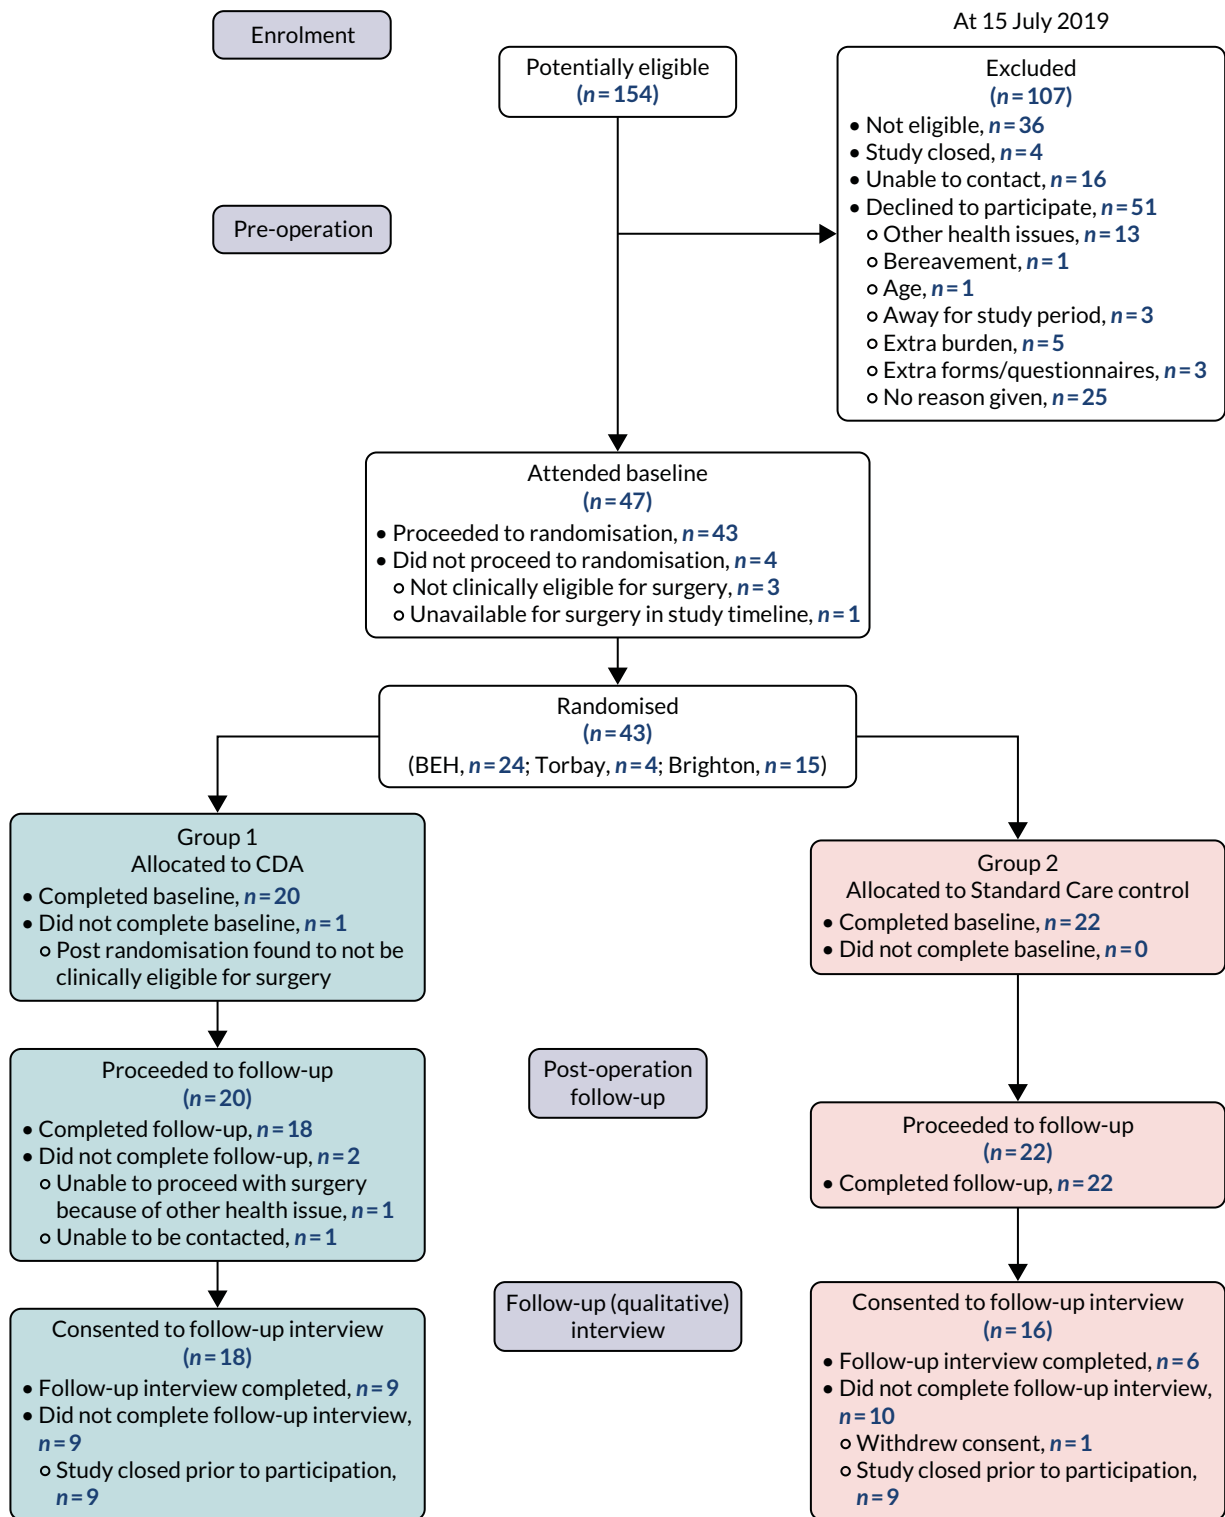 Enrolment
At 15 July 2019
Potentially eligible
(n = 154)
Excluded
(n = 107)
• Not eligible, n = 36
• Study closed, n = 4
• Unable to contact, n = 16
• Declined to participate, n = 51
Other health issues, n = 13
Bereavement, n = 1
Age, n = 1
Away for study period, n = 3
Extra burden, n = 5
Extra forms/questionnaires, n = 3
No reason given, n = 25
Pre-operation
Attended baseline
(n = 47)
• Proceeded to randomisation, n = 43
• Did not proceed to randomisation, n = 4
Not clinically eligible for surgery, n = 3
Unavailable for surgery in study timeline, n = 1
Randomised
(n = 43)
(BEH, n = 24; Torbay, n = 4; Brighton, n = 15)
Group 1
Allocated to CDA
• Completed baseline, n = 20
• Did not complete baseline, n = 1
Post randomisation found to not be
clinically eligible for surgery
Group 2
Allocated to Standard Care control
• Completed baseline, n = 22
• Did not complete baseline, n = 0
Proceeded to follow-up
(n = 20)
• Completed follow-up, n = 18
• Did not complete follow-up, n = 2
Unable to proceed with surgery
because of other health issue, n = 1
Unable to be contacted, n = 1
Post-operation
follow-up
Proceeded to follow-up
(n = 22)
• Completed follow-up, n = 22
Consented to follow-up interview
(n = 18)
• Follow-up interview completed, n = 9
• Did not complete follow-up interview,
n = 9
Study closed prior to participation,
n = 9
Follow-up (qualitative)
interview
Consented to follow-up interview
(n = 16)
• Follow-up interview completed, n = 6
• Did not complete follow-up interview,
n = 10
Withdrew consent, n = 1
Study closed prior to participation,
n = 9